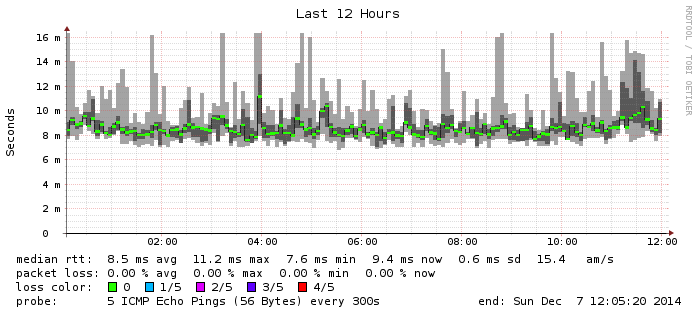 Last 12 Hours
RRDTOOL / TOBI OETIKER
Seconds
16 m
14 m
12 m
10 m
8 m
6 m
4 m
2 m
0
02:00 04:00 06:00 08:00 10:00 12:00
median rtt: 8.5 ms avg 11.2 ms max 7.6 ms min 9.4 ms now 0.6 ms sd 15.4 am/s
packet loss: 0.00 % avg 0.00 % max 0.00 % min 0.00 % now
loss color: 0 1/5 2/5 3/5 4/5
probe: 5 ICMP Echo Pings (56 Bytes) every 300s end: Sun Dec 7 12:05:20 2014